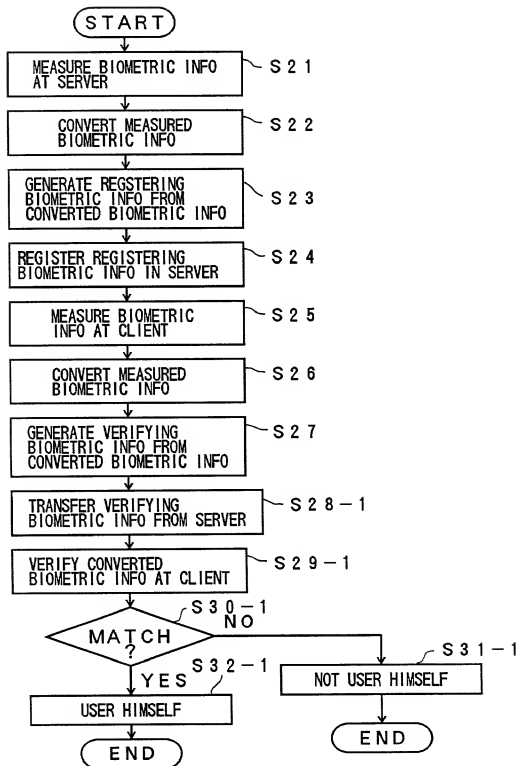 START
MEASURE BIOMETRIC INFO
AT SERVER
S21
CONVERT MEASURED
BIOMETRIC INFO
S22
GENERATE REGSTERING
BIOMETRIC INFO FROM
CONVERTED BIOMETRIC INFO
S23
REGISTER REGISTERING
BIOMETRIC INFO IN SERVER
S24
MEASURE BIOMETRIC
INFO AT CLIENT
S25
CONVERT MEASURED
BIOMETRIC INFO
S26
GENERATE VERIFYING
BIOMETRIC INFO FROM
CONVERTED BIOMETRIC INFO
S27
TRANSFER VERIFYING
BIOMETRIC INFO FROM SERVER
S28-1
VERIFY CONVERTED
BIOMETRIC INFO AT CLIENT
S29-1
S30-1
MATCH
?
NO
YES
S31-1
NOT USER HIMSELF
END
S32-1
USER HIMSELF
END